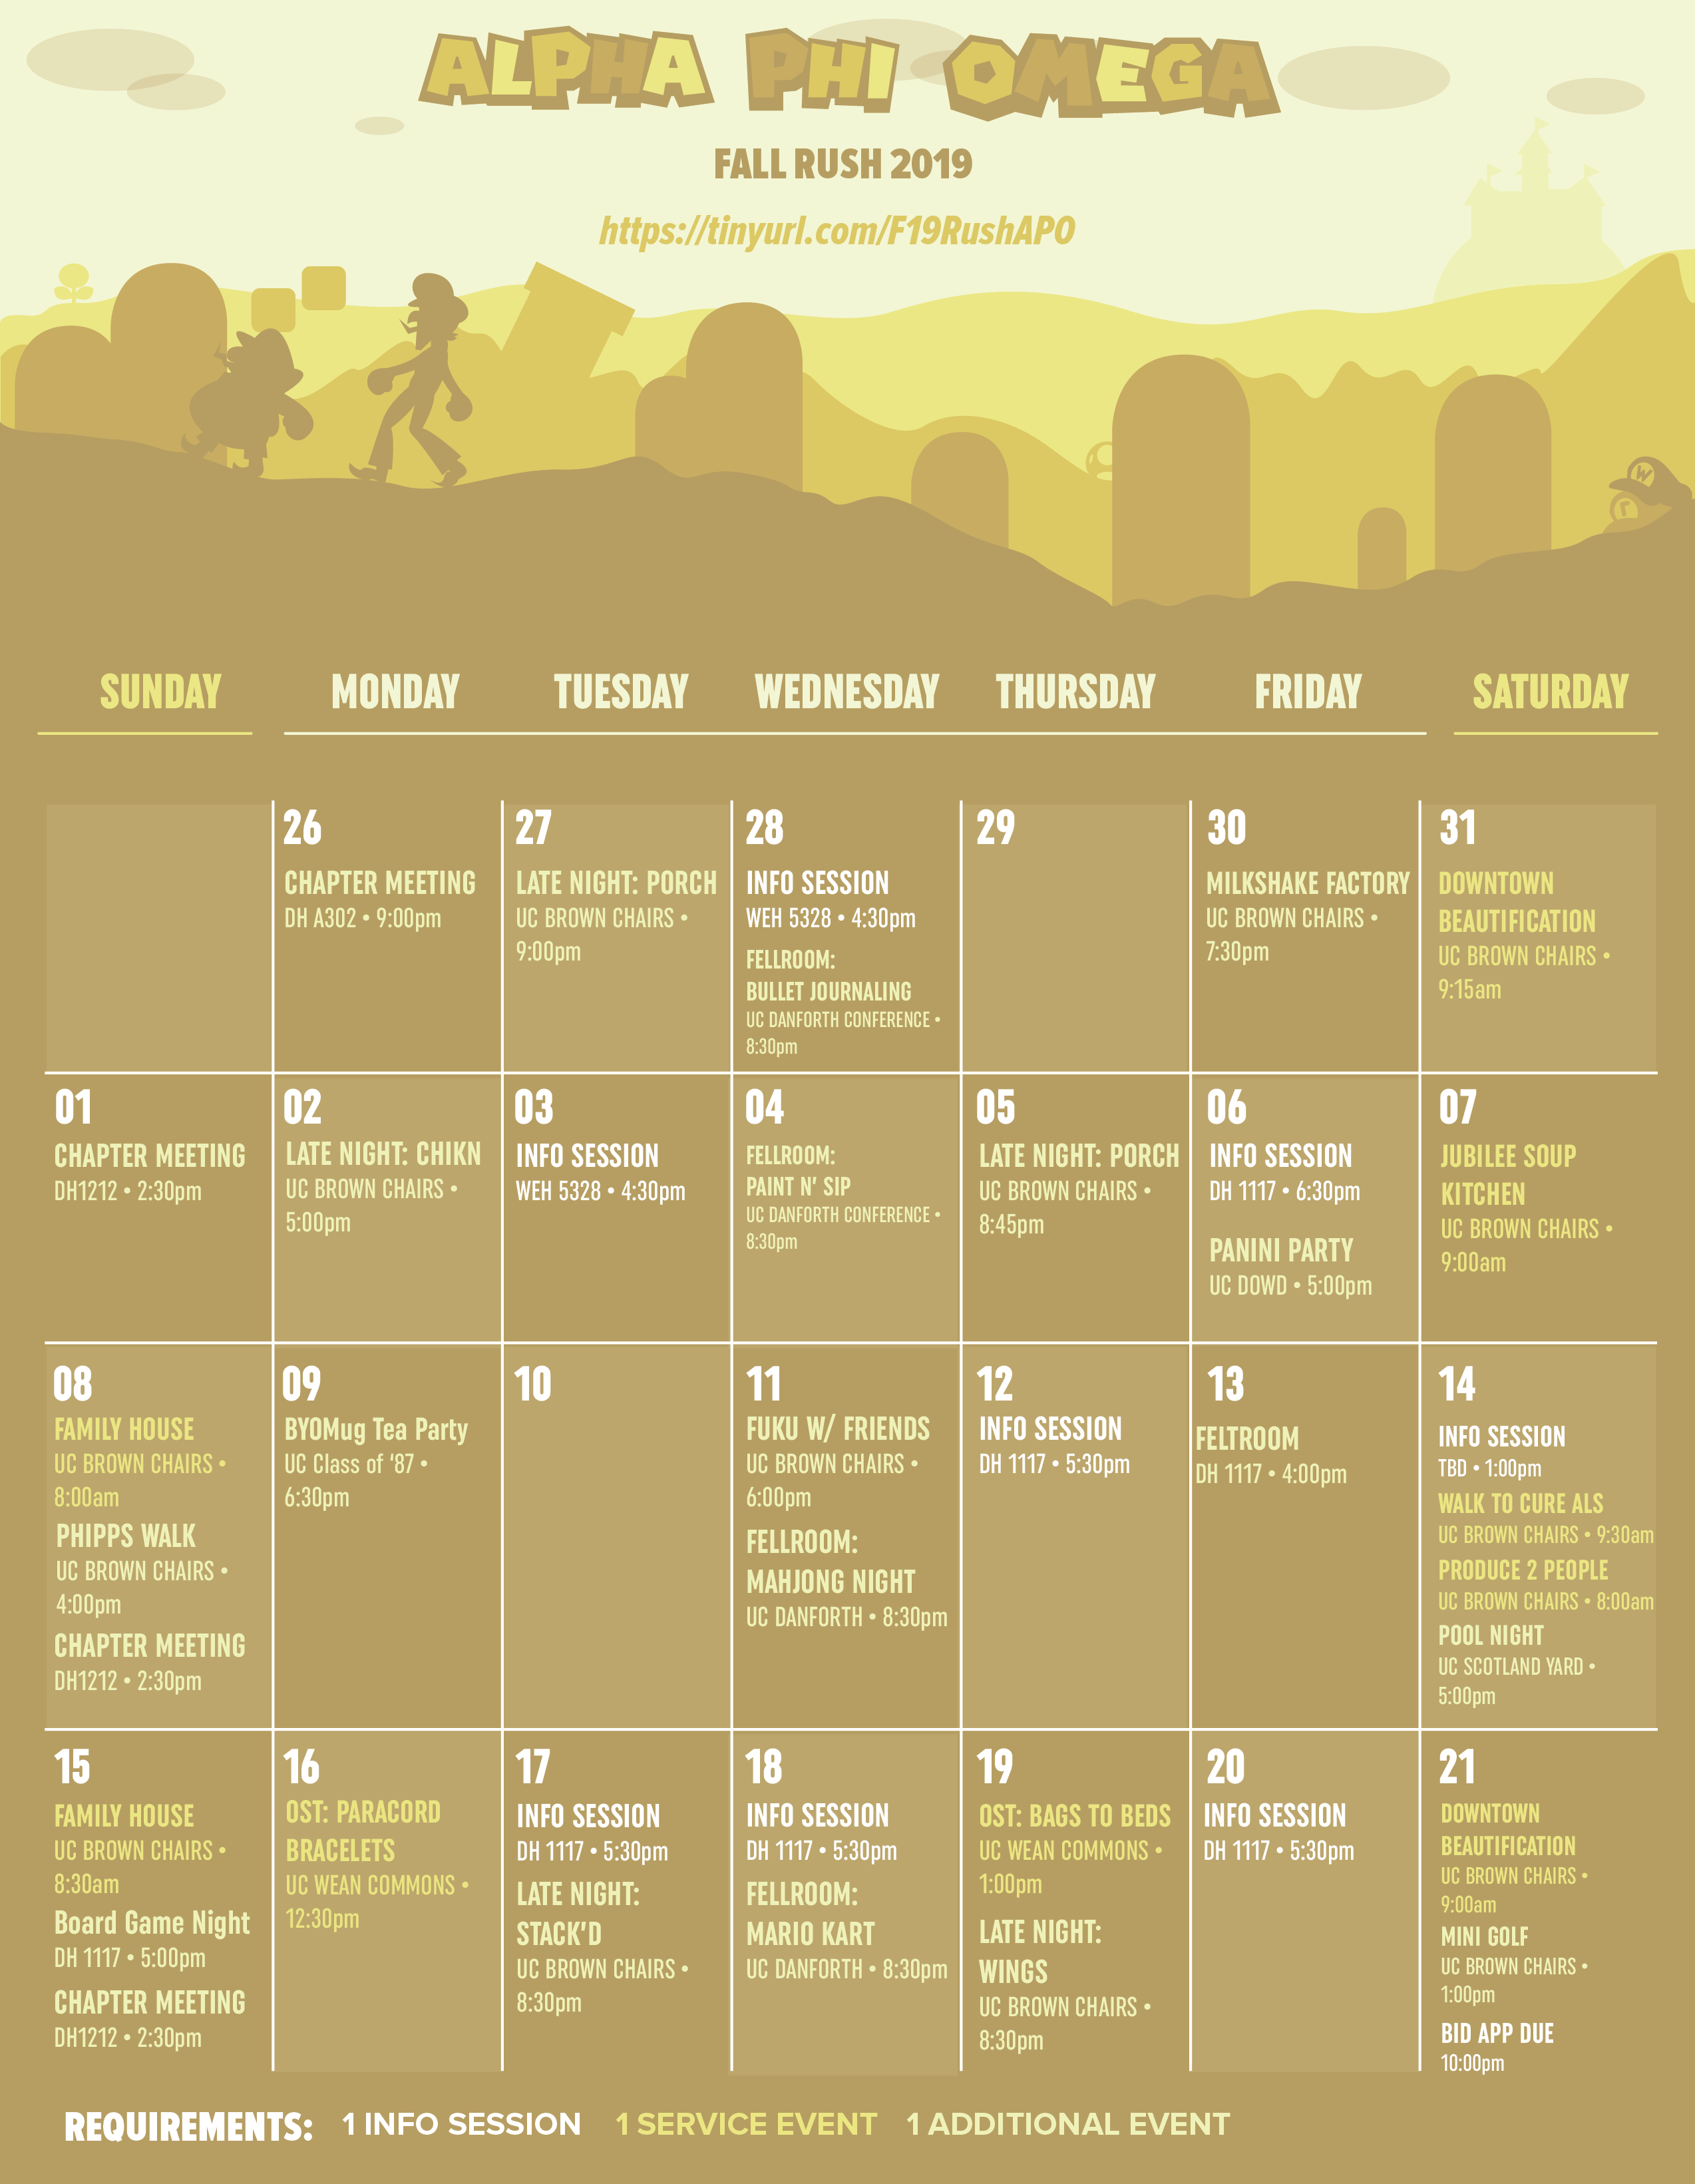 ALPHA PHI OMEGA
FALL RUSH 2019
https://tinyurl.com/F19RushAPO
SUNDAY
MONDAY
TUESDAY
WEDNESDAY
THURSDAY
FRIDAY
SATURDAY
26
CHAPTER MEETING
DH A302 • 9:00pm
27
LATE NIGHT: PORCH
UC BROWN CHAIRS •
9:00pm
28
INFO SESSION
WEH 5328 • 4:30pm
FELLROOM:
BULLET JOURNALING
UC DANFORTH CONFERENCE •
8:30pm
29
30
MILKSHAKE FACTORY
UC BROWN CHAIRS •
7:30pm
31
DOWNTOWN
BEAUTIFICATION
UC BROWN CHAIRS •
9:15am
01
CHAPTER MEETING
DH1212 • 2:30pm
02
LATE NIGHT: CHIKN
UC BROWN CHAIRS •
5:00pm
03
INFO SESSION
WEH 5328 • 4:30pm
04
FELLROOM:
PAINT N' SIP
UC DANFORTH CONFERENCE •
8:30pm
05
LATE NIGHT: PORCH
UC BROWN CHAIRS •
8:45pm
06
INFO SESSION
DH 1117 • 6:30pm
PANINI PARTY
UC DOWD • 5:00pm
07
JUBILEE SOUP
KITCHEN
UC BROWN CHAIRS •
9:00am
08
FAMILY HOUSE
UC BROWN CHAIRS •
8:00am
PHIPPS WALK
UC BROWN CHAIRS •
4:00pm
CHAPTER MEETING
DH1212 • 2:30pm
09
BYOMug Tea Party
UC Class of '87 •
6:30pm
10
11
FUKU W/ FRIENDS
UC BROWN CHAIRS •
6:00pm
FELLROOM:
MAHJONG NIGHT
UC DANFORTH • 8:30pm
12
INFO SESSION
DH 1117 • 5:30pm
13
FELTROOM
DH 1117 • 4:00pm
14
INFO SESSION
TBD • 1:00pm
WALK TO CURE ALS
UC BROWN CHAIRS • 9:30am
PRODUCE 2 PEOPLE
UC BROWN CHAIRS • 8:00am
POOL NIGHT
UC SCOTLAND YARD •
5:00pm
15
FAMILY HOUSE
UC BROWN CHAIRS •
8:30am
Board Game Night
DH 1117 • 5:00pm
CHAPTER MEETING
DH1212 • 2:30pm
16
OST: PARACORD
BRACELETS
UC WEAN COMMONS •
12:30pm
17
INFO SESSION
DH 1117 • 5:30pm
LATE NIGHT:
STACK'D
UC BROWN CHAIRS •
8:30pm
18
INFO SESSION
DH 1117 • 5:30pm
FELLROOM:
MARIO KART
UC DANFORTH • 8:30pm
19
OST: BAGS TO BEDS
UC WEAN COMMONS •
1:00pm
LATE NIGHT:
WINGS
UC BROWN CHAIRS •
8:30pm
20
INFO SESSION
DH 1117 • 5:30pm
21
DOWNTOWN
BEAUTIFICATION
UC BROWN CHAIRS •
9:00am
MINI GOLF
UC BROWN CHAIRS •
1:00pm
BID APP DUE
10:00pm
REQUIREMENTS: 1 INFO SESSION 1 SERVICE EVENT 1 ADDITIONAL EVENT